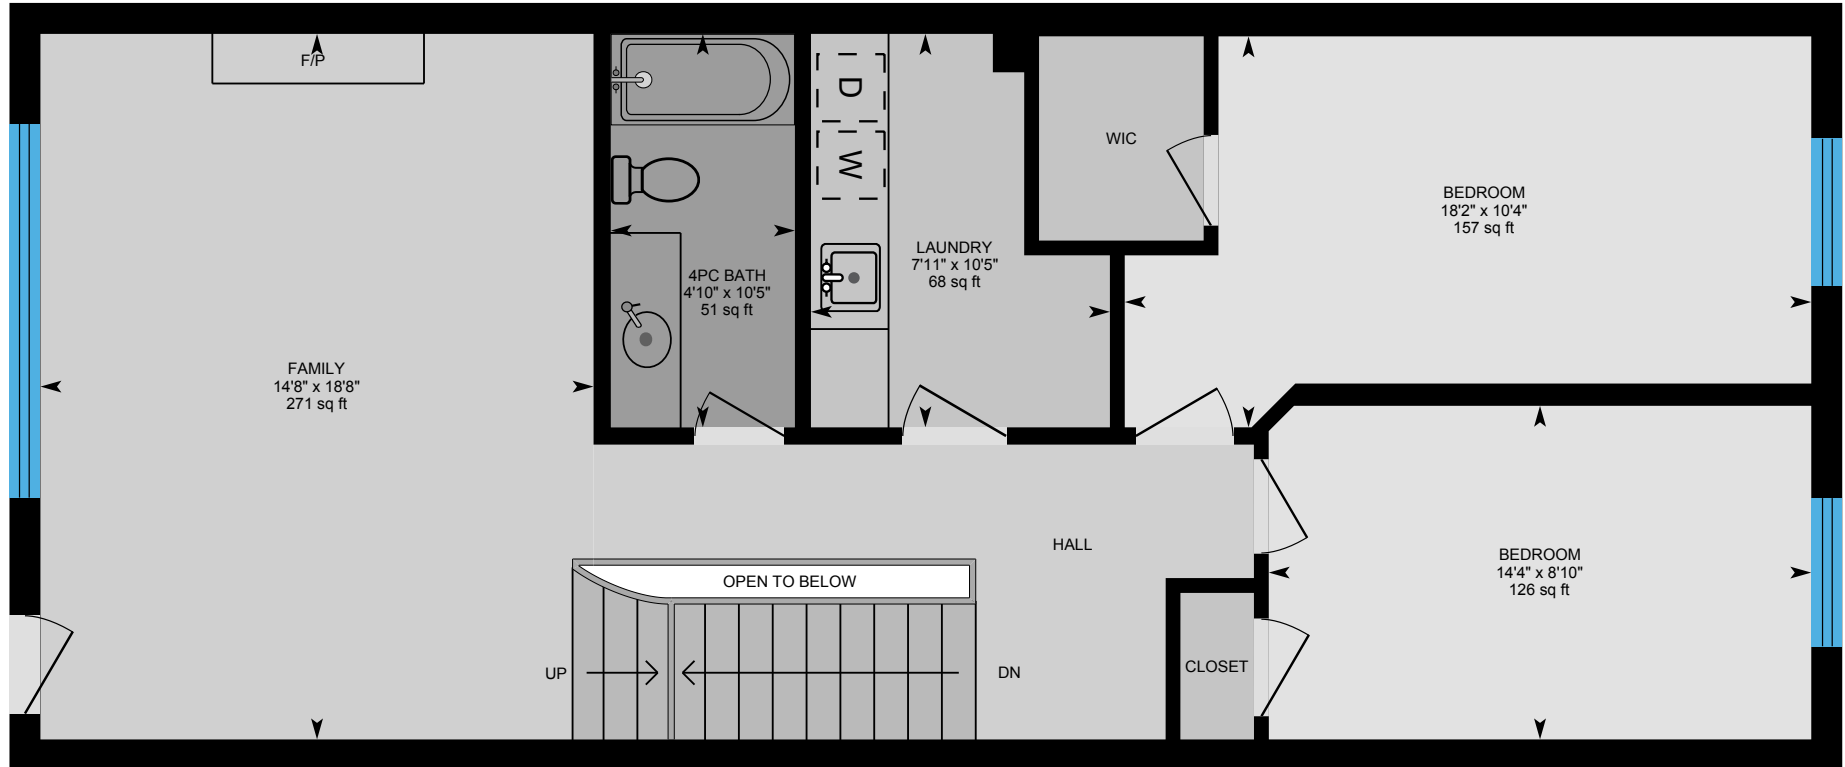 F/P
D
W
WIC
BEDROOM
18'2" x 10'4"
157 sq ft
LAUNDRY
7'11" x 10'5"
68 sq ft
4PC BATH
4'10" x 10'5"
51 sq ft
FAMILY
14'8" x 18'8"
271 sq ft
HALL
BEDROOM
14'4" x 8'10"
126 sq ft
OPEN TO BELOW
UP
DN
CLOSET